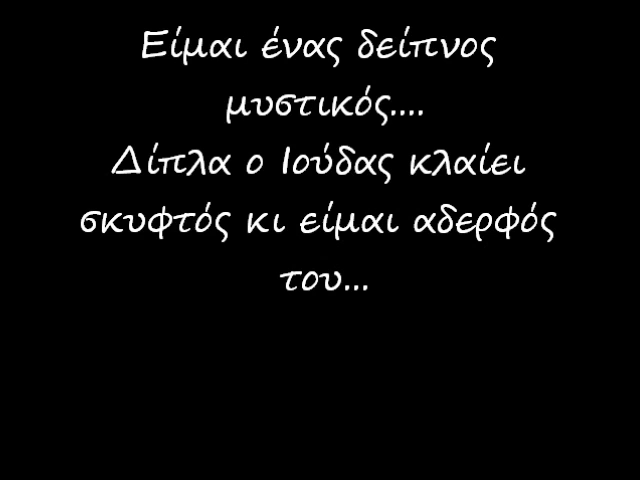 Είμαι ένας δείπνος
μυστικός....
Δίπλα ο Ιούδας κλαίει
σκυφτός κι είμαι αδερφός
του...